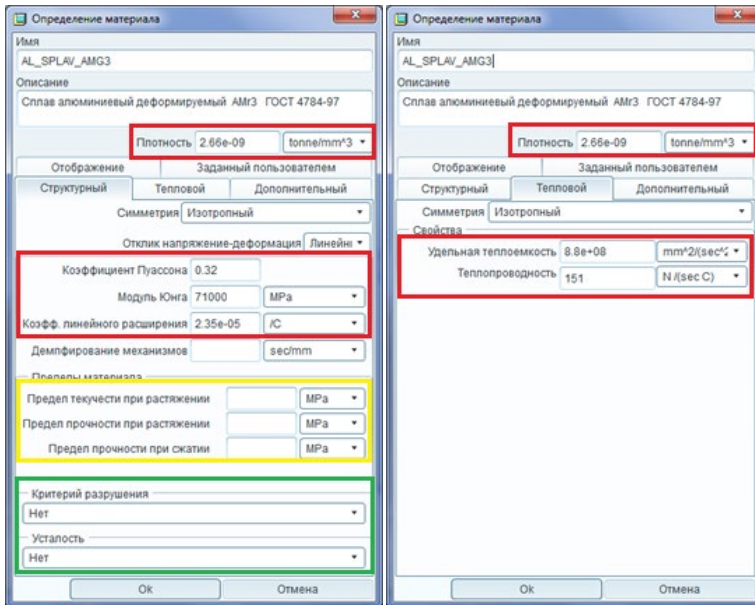 Определение материала
Имя
AL_SPLAV_AMG3
Описание
Сплав алюминиевый деформируемый АМг3 ГОСТ 4784-97
Плотность 2.66e-09 tonne/mm^3
Отображение Заданный пользователем
Структурный Тепловой Дополнительный
Симметрия Изотропный
Отклик напряжение-деформация Линейн
Коэффициент Пуассона 0.32
Модуль Юнга 71000 MPa
Коэфф. линейного расширения 2.35e-05 /C
Демпфирование механизмов sec/mm
Пределы материала
Предел текучести при растяжении MPa
Предел прочности при растяжении MPa
Предел прочности при сжатии MPa
Критерий разрушения
Нет
Усталость
Нет
Ok Отмена
Определение материала
Имя
AL_SPLAV_AMG3
Описание
Сплав алюминиевый деформируемый АМг3 ГОСТ 4784-97
Плотность 2.66e-09 tonne/mm^3
Отображение Заданный пользователем
Структурный Тепловой Дополнительный
Симметрия Изотропный
Свойства
Удельная теплоемкость 8.8e+08 mm^2/(sec^2
Теплопроводность 151 N /(sec C)
Ok Отмена